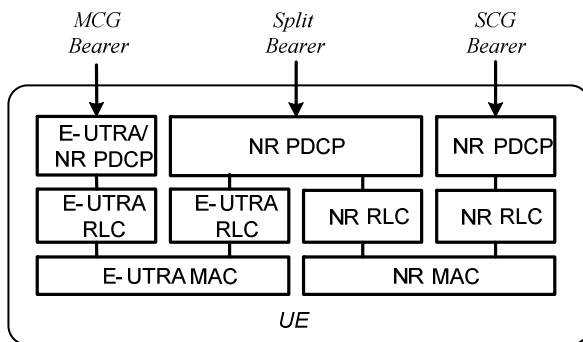 MCG
Bearer
Split
Bearer
SCG
Bearer
E-UTRA/
NR PDCP
NR PDCP
NR PDCP
E-UTRA
RLC
E-UTRA
RLC
NR RLC
NR RLC
E-UTRA MAC
NR MAC
UE